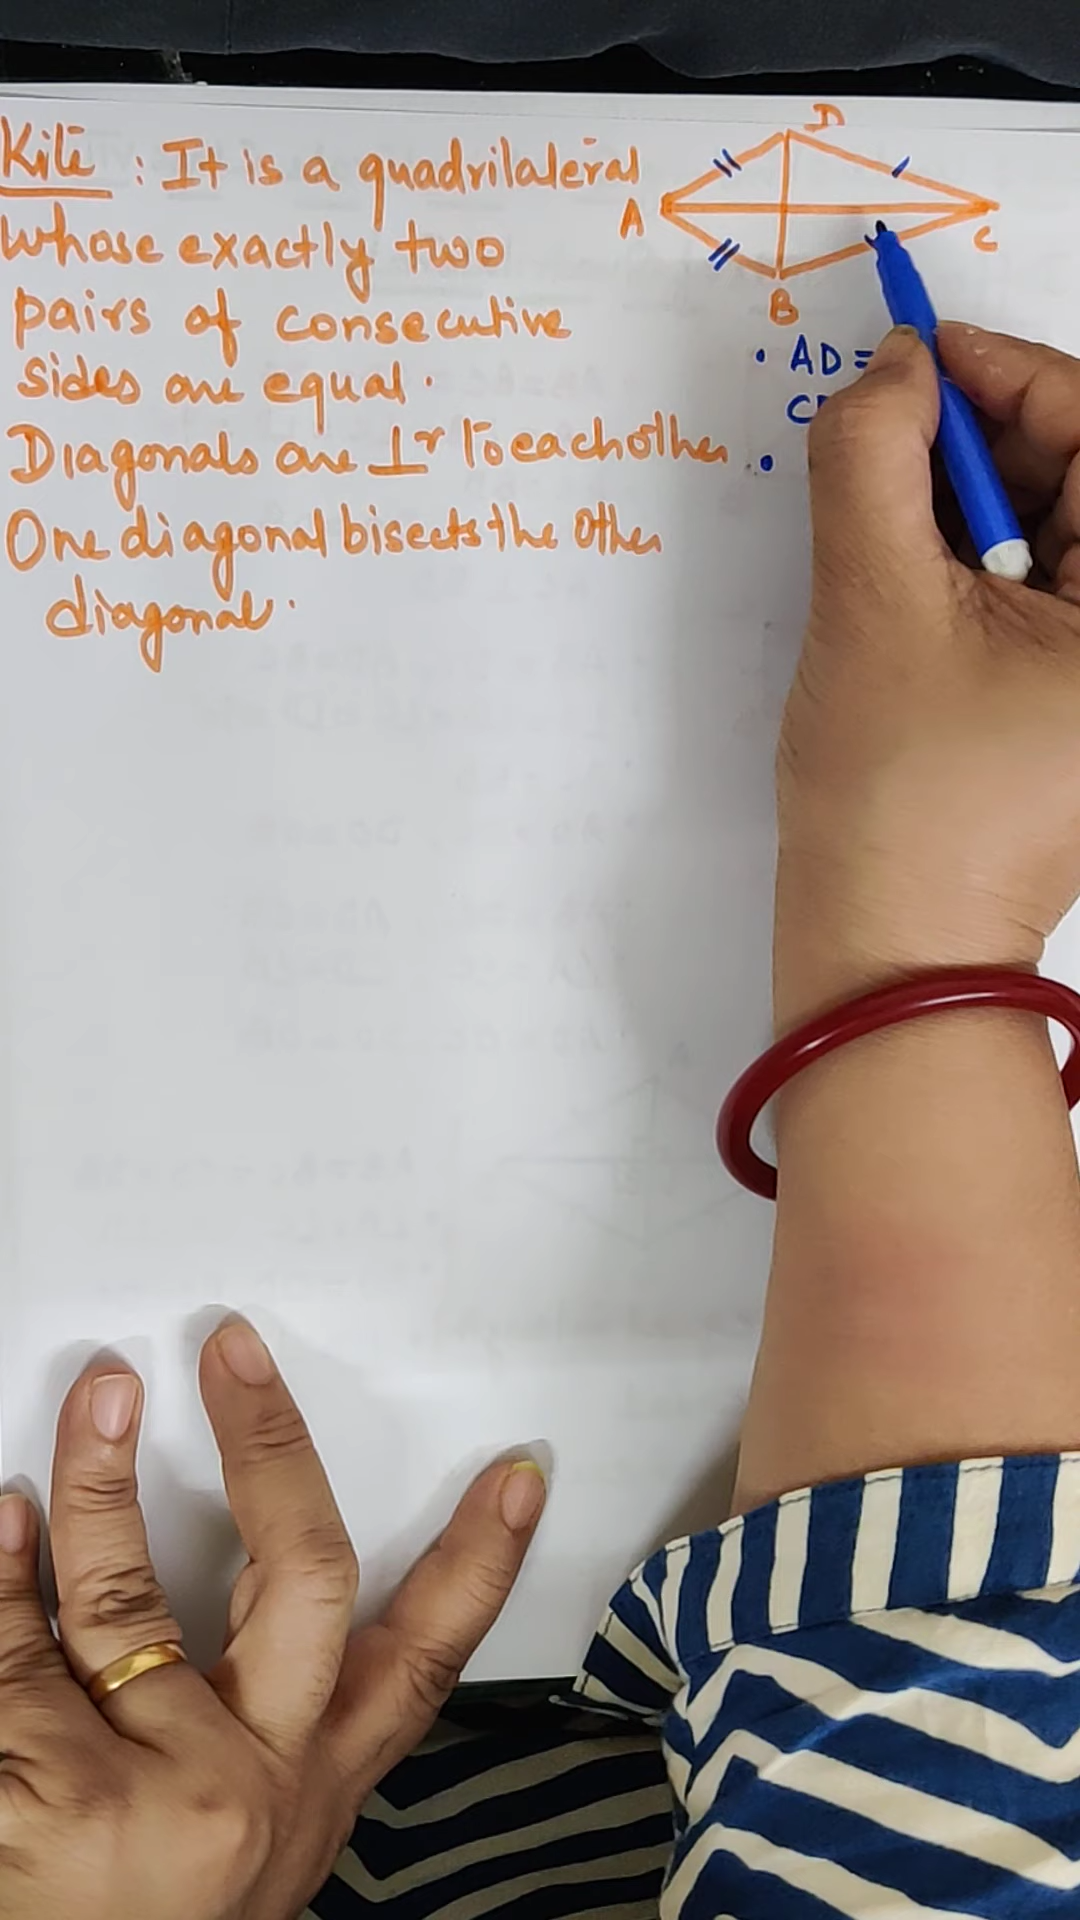 Kite : It is a quadrilateral
whose exactly two
pairs of consecutive
sides are equal.
Diagonals are ⊥r to each other.
One diagonal bisects the other
diagonal.
D
A
C
B
• AD =
•